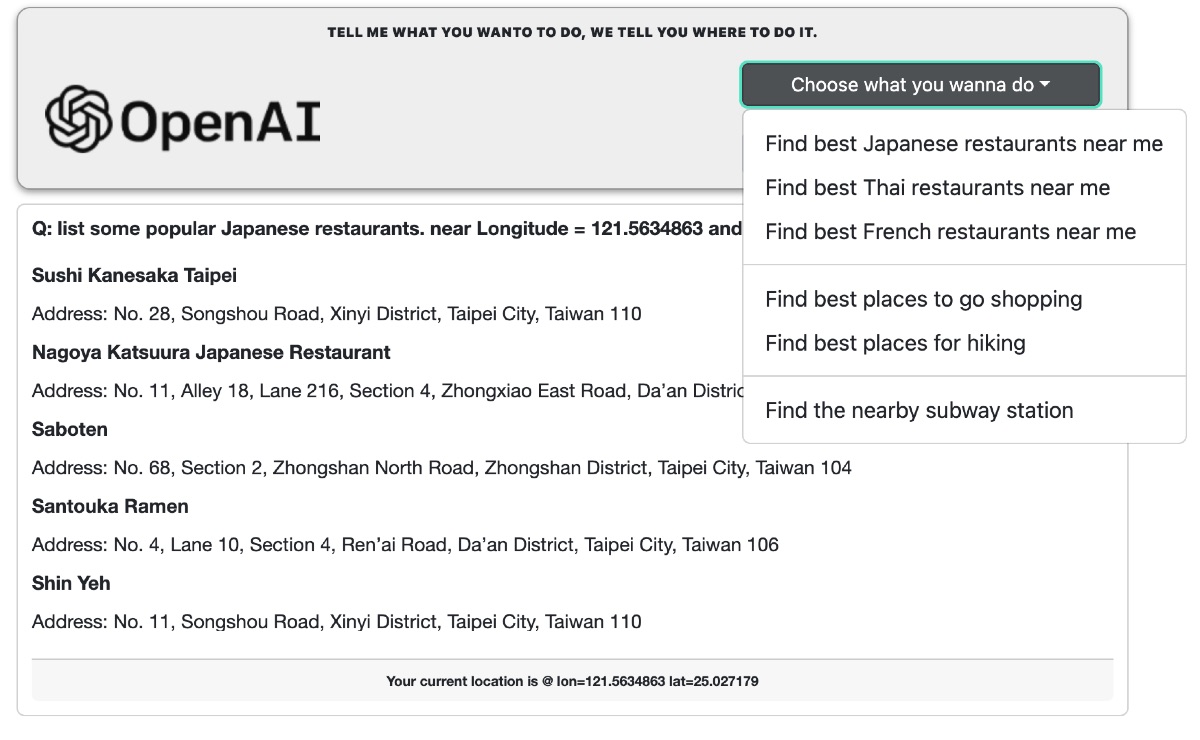 TELL ME WHAT YOU WANTO TO DO, WE TELL YOU WHERE TO DO IT.
OpenAI
Choose what you wanna do
Find best Japanese restaurants near me
Find best Thai restaurants near me
Find best French restaurants near me
Find best places to go shopping
Find best places for hiking
Find the nearby subway station
Q: list some popular Japanese restaurants. near Longitude = 121.5634863 and
Sushi Kanesaka Taipei
Address: No. 28, Songshou Road, Xinyi District, Taipei City, Taiwan 110
Nagoya Katsuura Japanese Restaurant
Address: No. 11, Alley 18, Lane 216, Section 4, Zhongxiao East Road, Da’an
Saboten
Address: No. 68, Section 2, Zhongshan North Road, Zhongshan District, Taipei City, Taiwan 104
Santouka Ramen
Address: No. 4, Lane 10, Section 4, Ren’ai Road, Da’an District, Taipei City, Taiwan 106
Shin Yeh
Address: No. 11, Songshou Road, Xinyi District, Taipei City, Taiwan 110
Your current location is @ lon=121.5634863 lat=25.027179